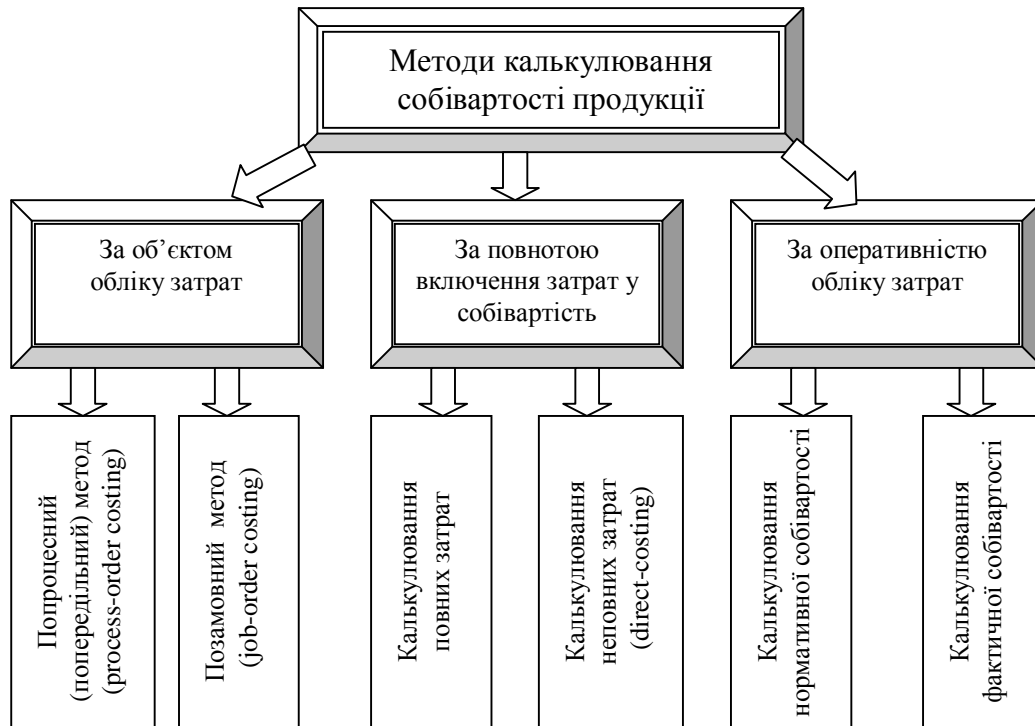 Методи калькулювання
собівартості продукції
За об’єктом
обліку затрат
За повнотою
включення затрат у
собівартість
За оперативністю
обліку затрат
Попроцесний
(попередільний) метод
(process-order costing)
Позамовний метод
(job-order costing)
Калькулювання
повних затрат
Калькулювання
неповних затрат
(direct-costing)
Калькулювання
нормативної собівартості
Калькулювання
фактичної собівартості